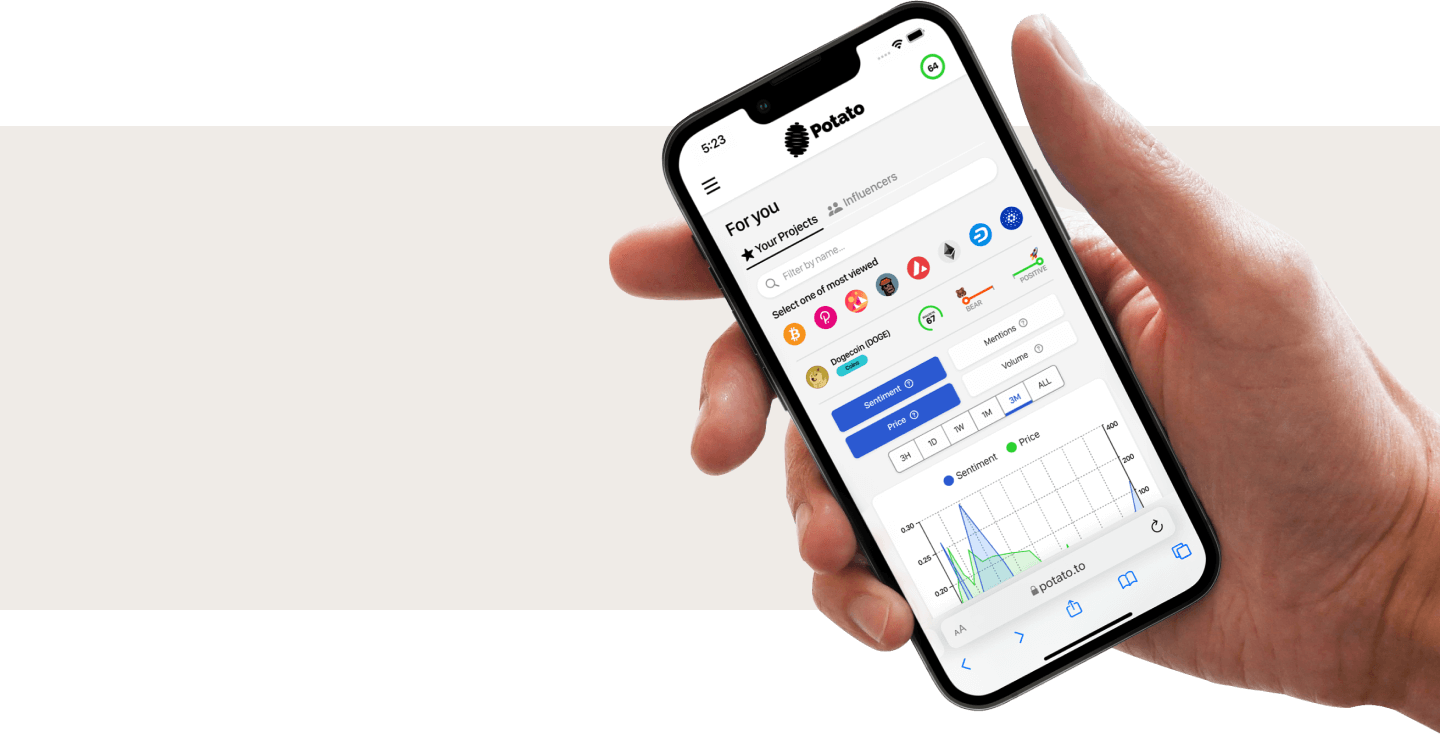 5:23
64
Potato
For you
Your Projects
Influencers
Filter by name...
Select one of most viewed
Dogecoin (DOGE)
Coins
67
BEAR
POSITIVE
Sentiment
Mentions
Price
Volume
3H 1D 1W 1M 3M ALL
Sentiment Price
0.30
0.25
0.20
400
200
100
AA
potato.to